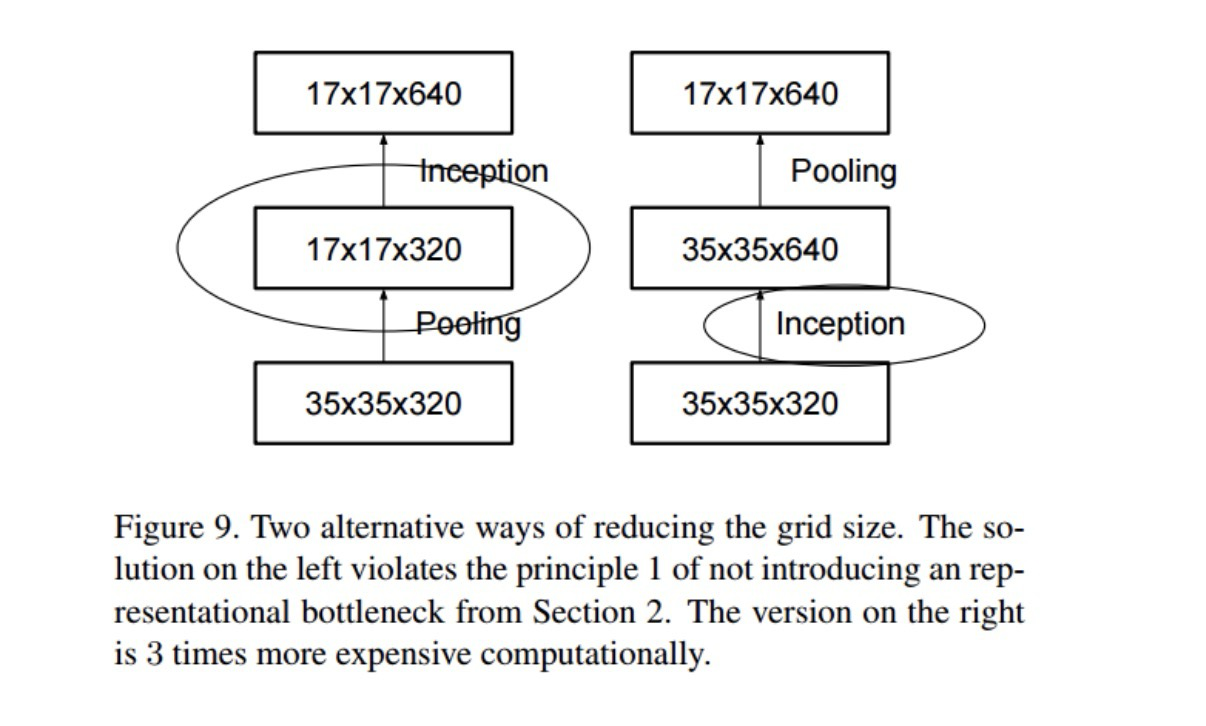 17x17x640
Inception
17x17x320
Pooling
35x35x320
17x17x640
Pooling
35x35x640
Inception
35x35x320
Figure 9. Two alternative ways of reducing the grid size. The so-
lution on the left violates the principle 1 of not introducing an rep-
resentational bottleneck from Section 2. The version on the right
is 3 times more expensive computationally.